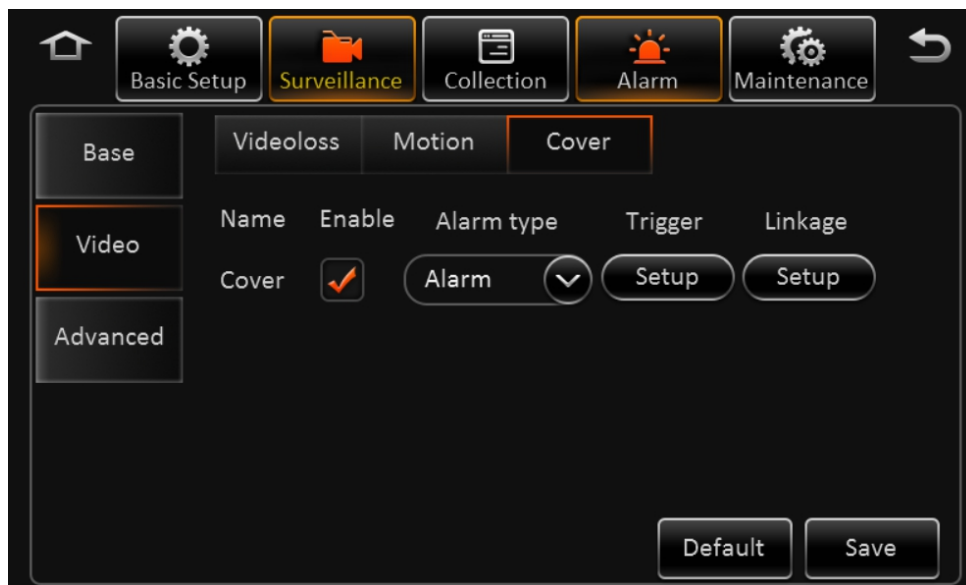 Basic Setup Surveillance Collection Alarm Maintenance
Base
Video
Advanced
Videoloss Motion Cover
Name Enable Alarm type Trigger Linkage
Cover Alarm Setup Setup
Default Save